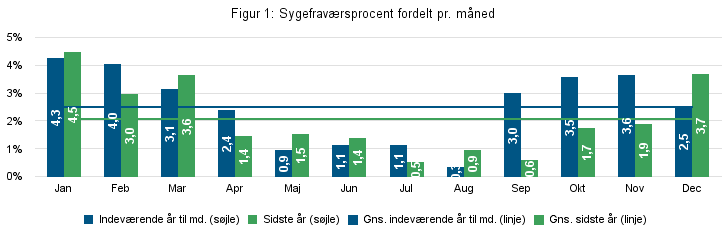 Figur 1: Sygefraværsprocent fordelt pr. måned
5%
4%
3%
2%
1%
0%
4,3 4,5 4,0 3,0 3,1 3,6 2,4 1,4 0,9 1,5 1,1 1,4 1,1 0,5 0,3 0,9 3,0 0,6 3,5 1,7 3,6 1,9 2,5 3,7
Jan Feb Mar Apr Maj Jun Jul Aug Sep Okt Nov Dec
Indeværende år til md. (søjle) Sidste år (søjle) Gns. indeværende år til md. (linje) Gns. sidste år (linje)